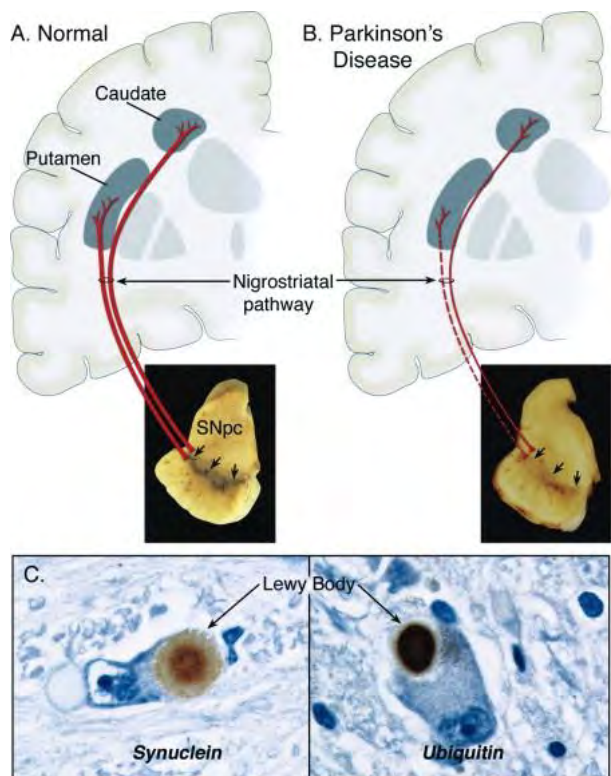 A. Normal
B. Parkinson's
Disease
Caudate
Putamen
Nigrostriatal
pathway
SNpc
C.
Lewy Body
Synuclein
Ubiquitin